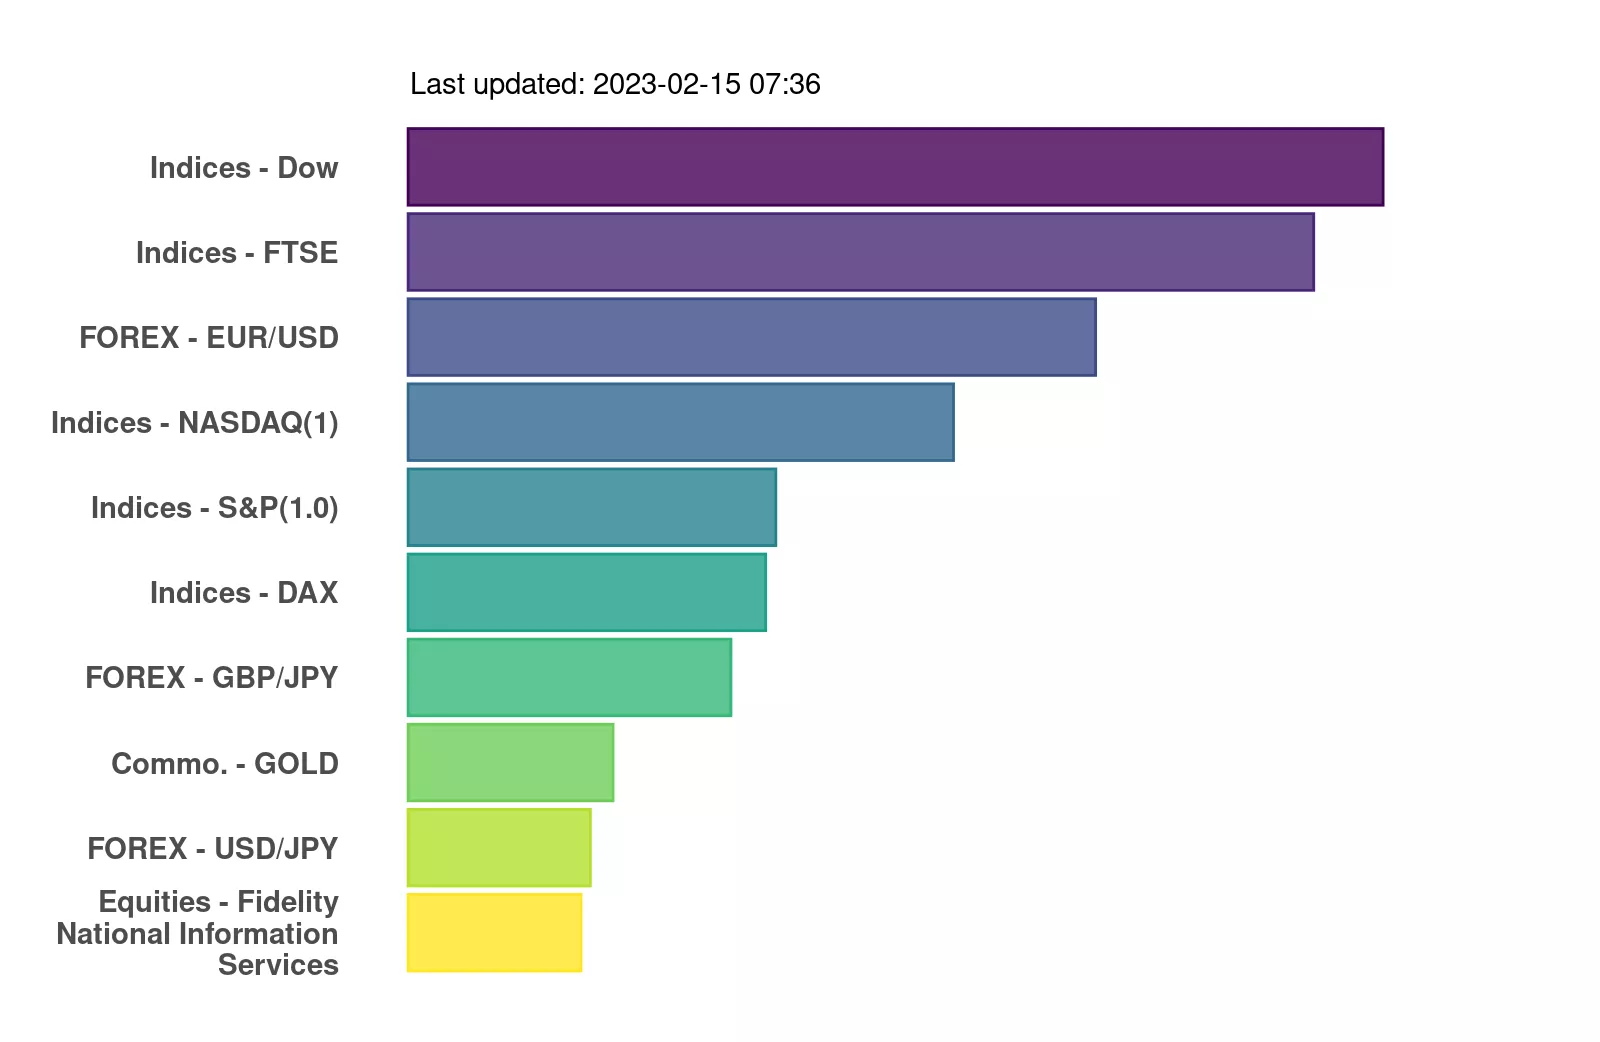 Last updated: 2023-02-15 07:36
Indices - Dow
Indices - FTSE
FOREX - EUR/USD
Indices - NASDAQ(1)
Indices - S&P(1.0)
Indices - DAX
FOREX - GBP/JPY
Commo. - GOLD
FOREX - USD/JPY
Equities - Fidelity
National Information
Services